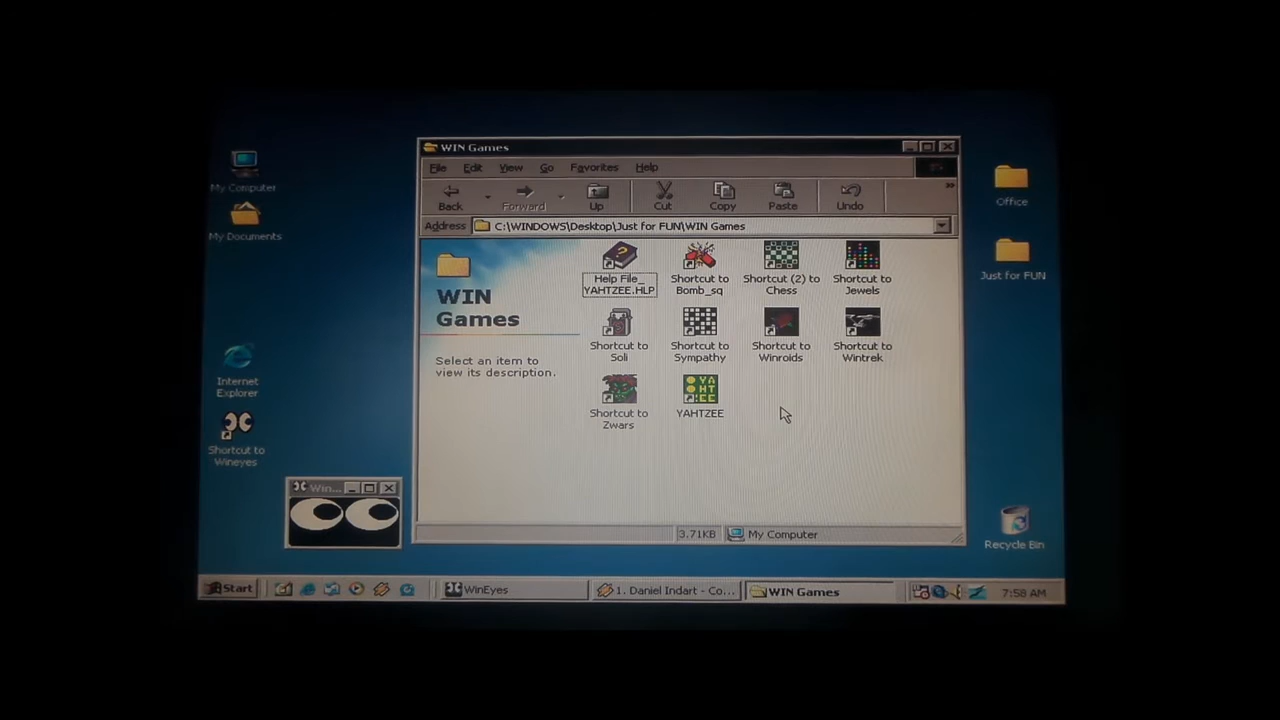 My Computer
My Documents
Internet
Explorer
Shortcut to
Wineyes
Win...
WIN Games
File Edit View Go Favorites Help
Back Forward Up Cut Copy Paste Undo »
Address C:\WINDOWS\Desktop\Just for FUN\WIN Games
WIN
Games
Select an item to
view its description.
Help File_
YAHTZEE.HLP
Shortcut to
Bomb_sq
Shortcut (2) to
Chess
Shortcut to
Jewels
Shortcut to
Soli
Shortcut to
Sympathy
Shortcut to
Winroids
Shortcut to
Wintrek
Shortcut to
Zwars
YAHTZEE
3.71KB My Computer
Office
Just for FUN
Recycle Bin
Start WinEyes 1. Daniel Indart - Co... WIN Games 7:58 AM